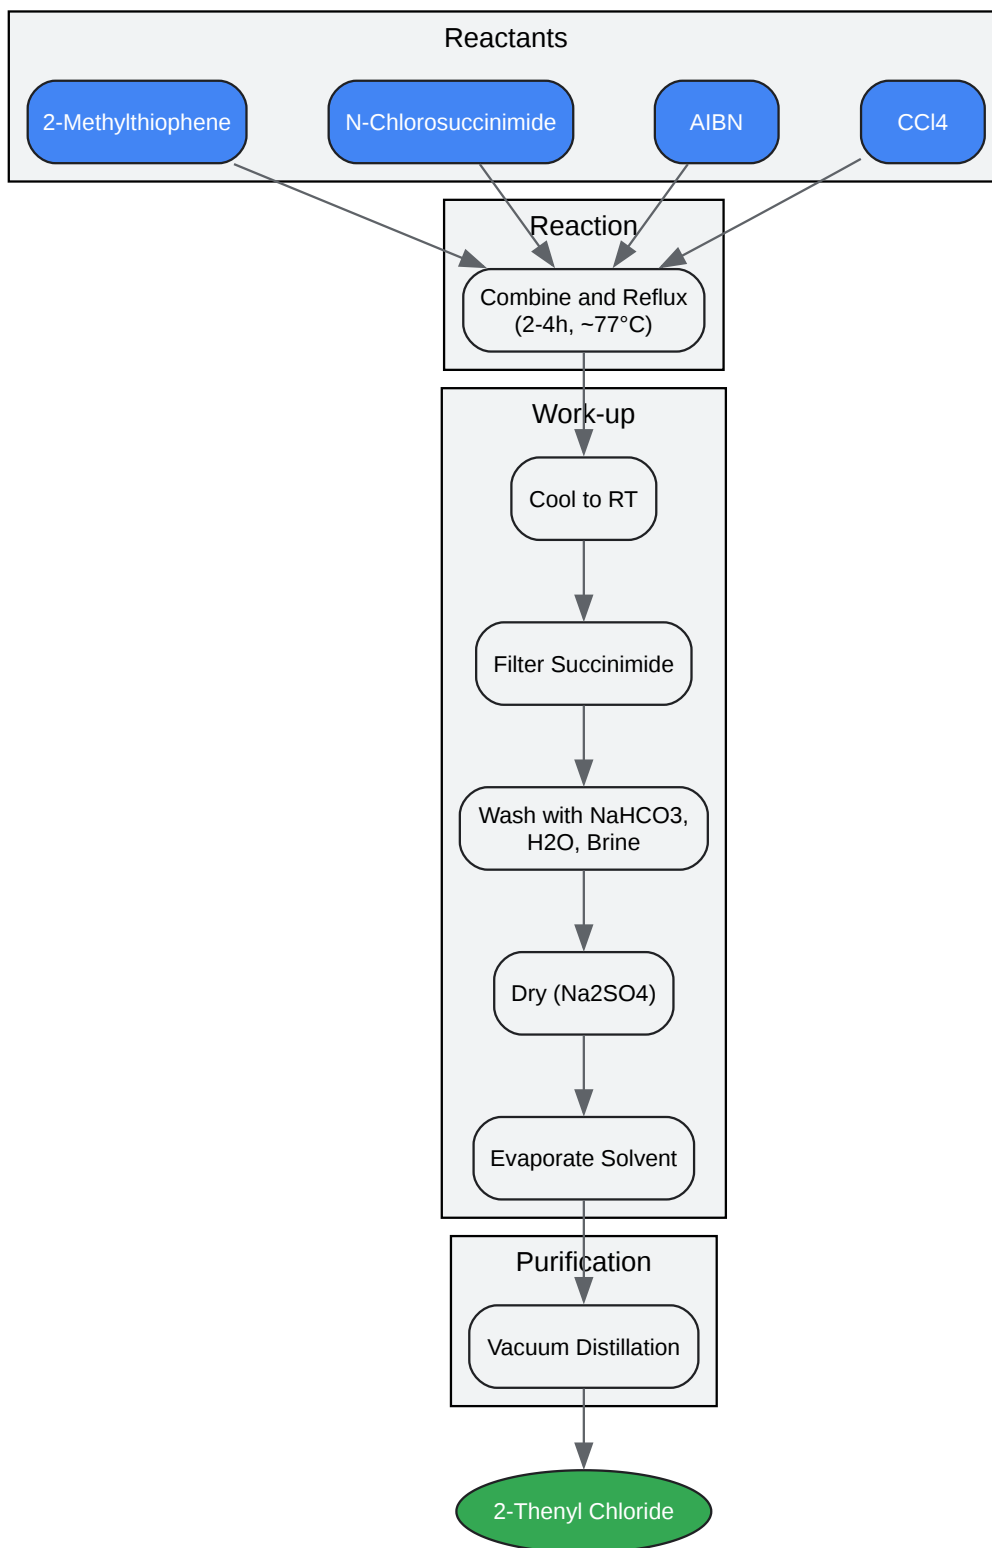 Reactants
2-Methylthiophene
N-Chlorosuccinimide
AIBN
CCl4
Reaction
Combine and Reflux
(2-4h, ~77°C)
Work-up
Cool to RT
Filter Succinimide
Wash with NaHCO3,
H2O, Brine
Dry (Na2SO4)
Evaporate Solvent
Purification
Vacuum Distillation
2-Thenyl Chloride